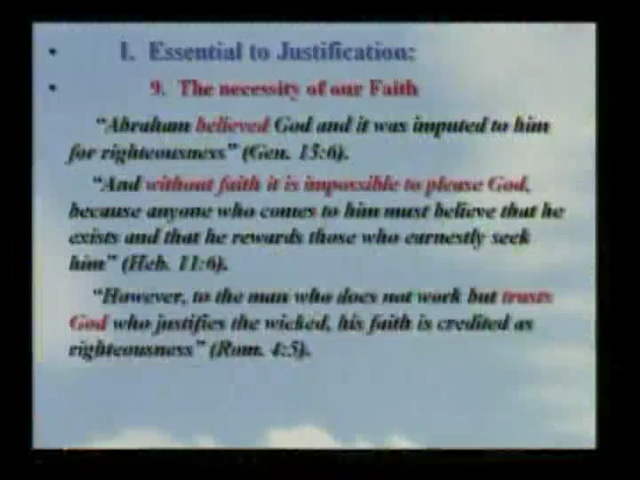 • I. Essential to Justification:
• 9. The necessity of our Faith
“Abraham believed God and it was imputed to him
for righteousness” (Gen. 15:6).
“And without faith it is impossible to please God,
because anyone who comes to him must believe that he
exists and that he rewards those who earnestly seek
him” (Heb. 11:6).
“However, to the man who does not work but trusts
God who justifies the wicked, his faith is credited as
righteousness” (Rom. 4:5).